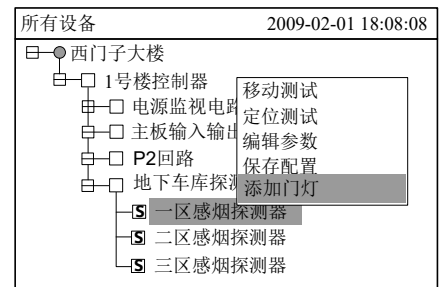 所有设备 2009-02-01 18:08:08
西门子大楼
1号楼控制器
电源监视电路
主板输入输出
P2回路
地下车库探测
S 一区感烟探测器
S 二区感烟探测器
S 三区感烟探测器
移动测试
定位测试
编辑参数
保存配置
添加门灯